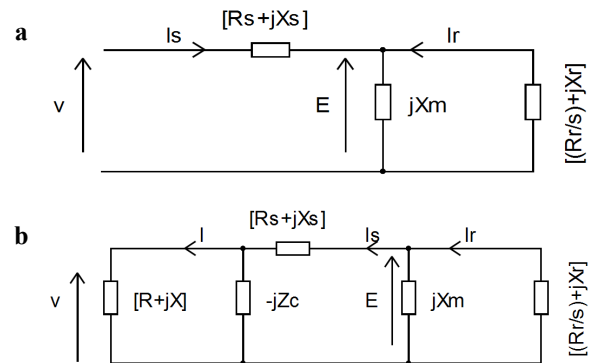 a
[Rs+jXs]
Is
Ir
v
E
jXm
[(Rr/s)+jXr]
b
[Rs+jXs]
I
Is
Ir
v
[R+jX]
-jZc
E
jXm
[(Rr/s)+jXr]